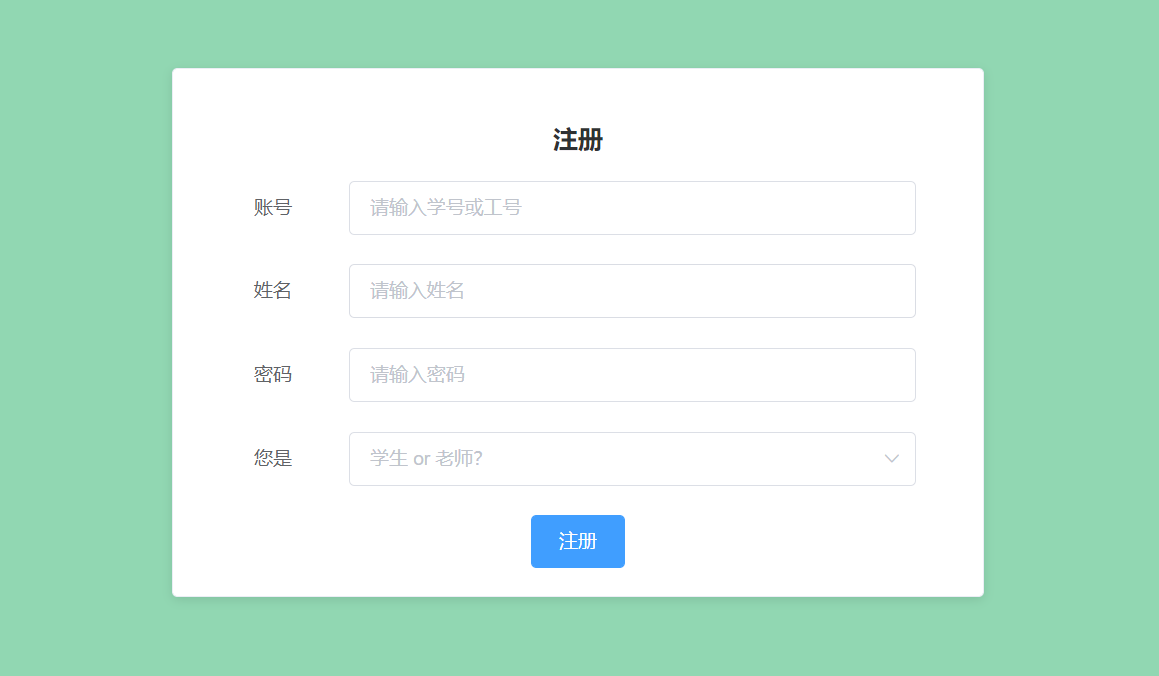 注册
账号 请输入学号或工号
姓名 请输入姓名
密码 请输入密码
您是 学生 or 老师?
注册